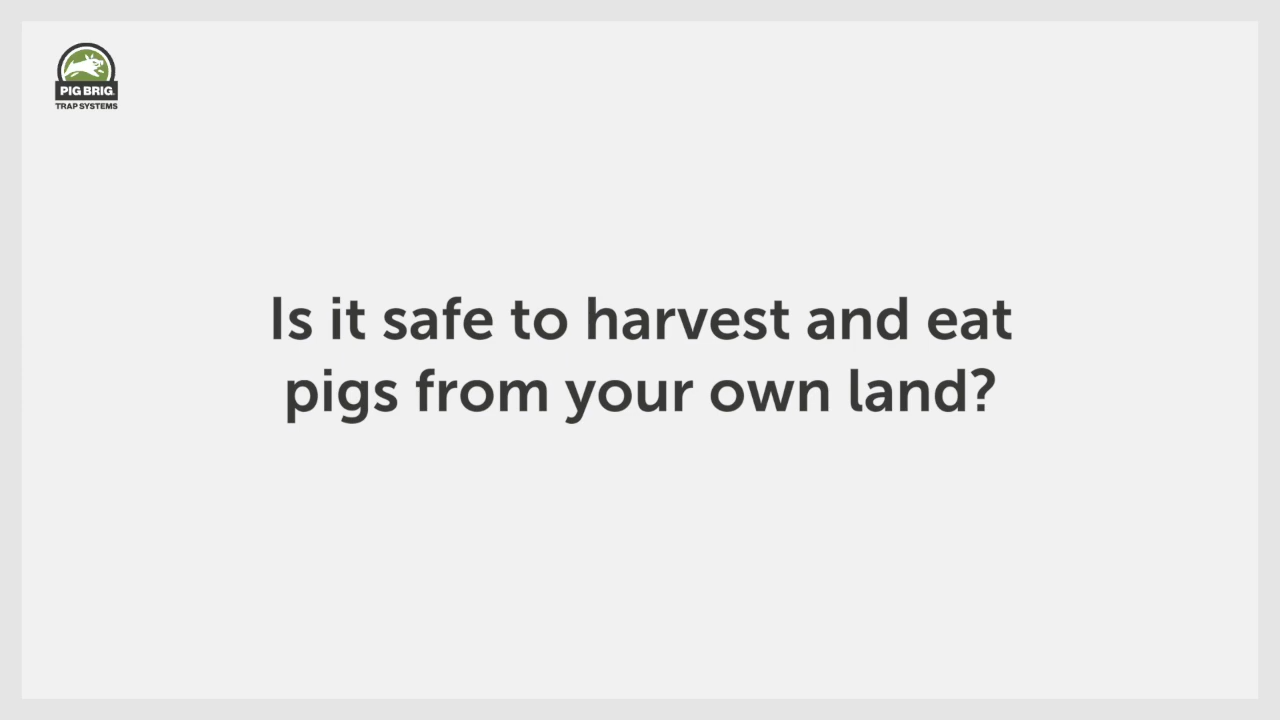 PIG BRIG
TRAP SYSTEMS
Is it safe to harvest and eat
pigs from your own land?